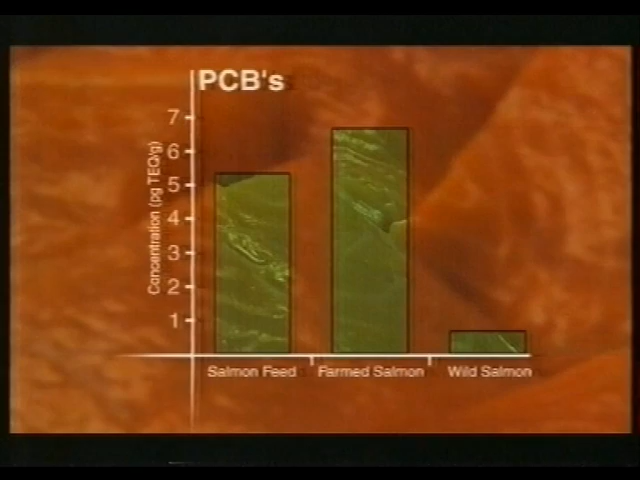 PCB's
Concentration (pg TEQ/g)
7
6
5
4
3
2
1
Salmon Feed
Farmed Salmon
Wild Salmon